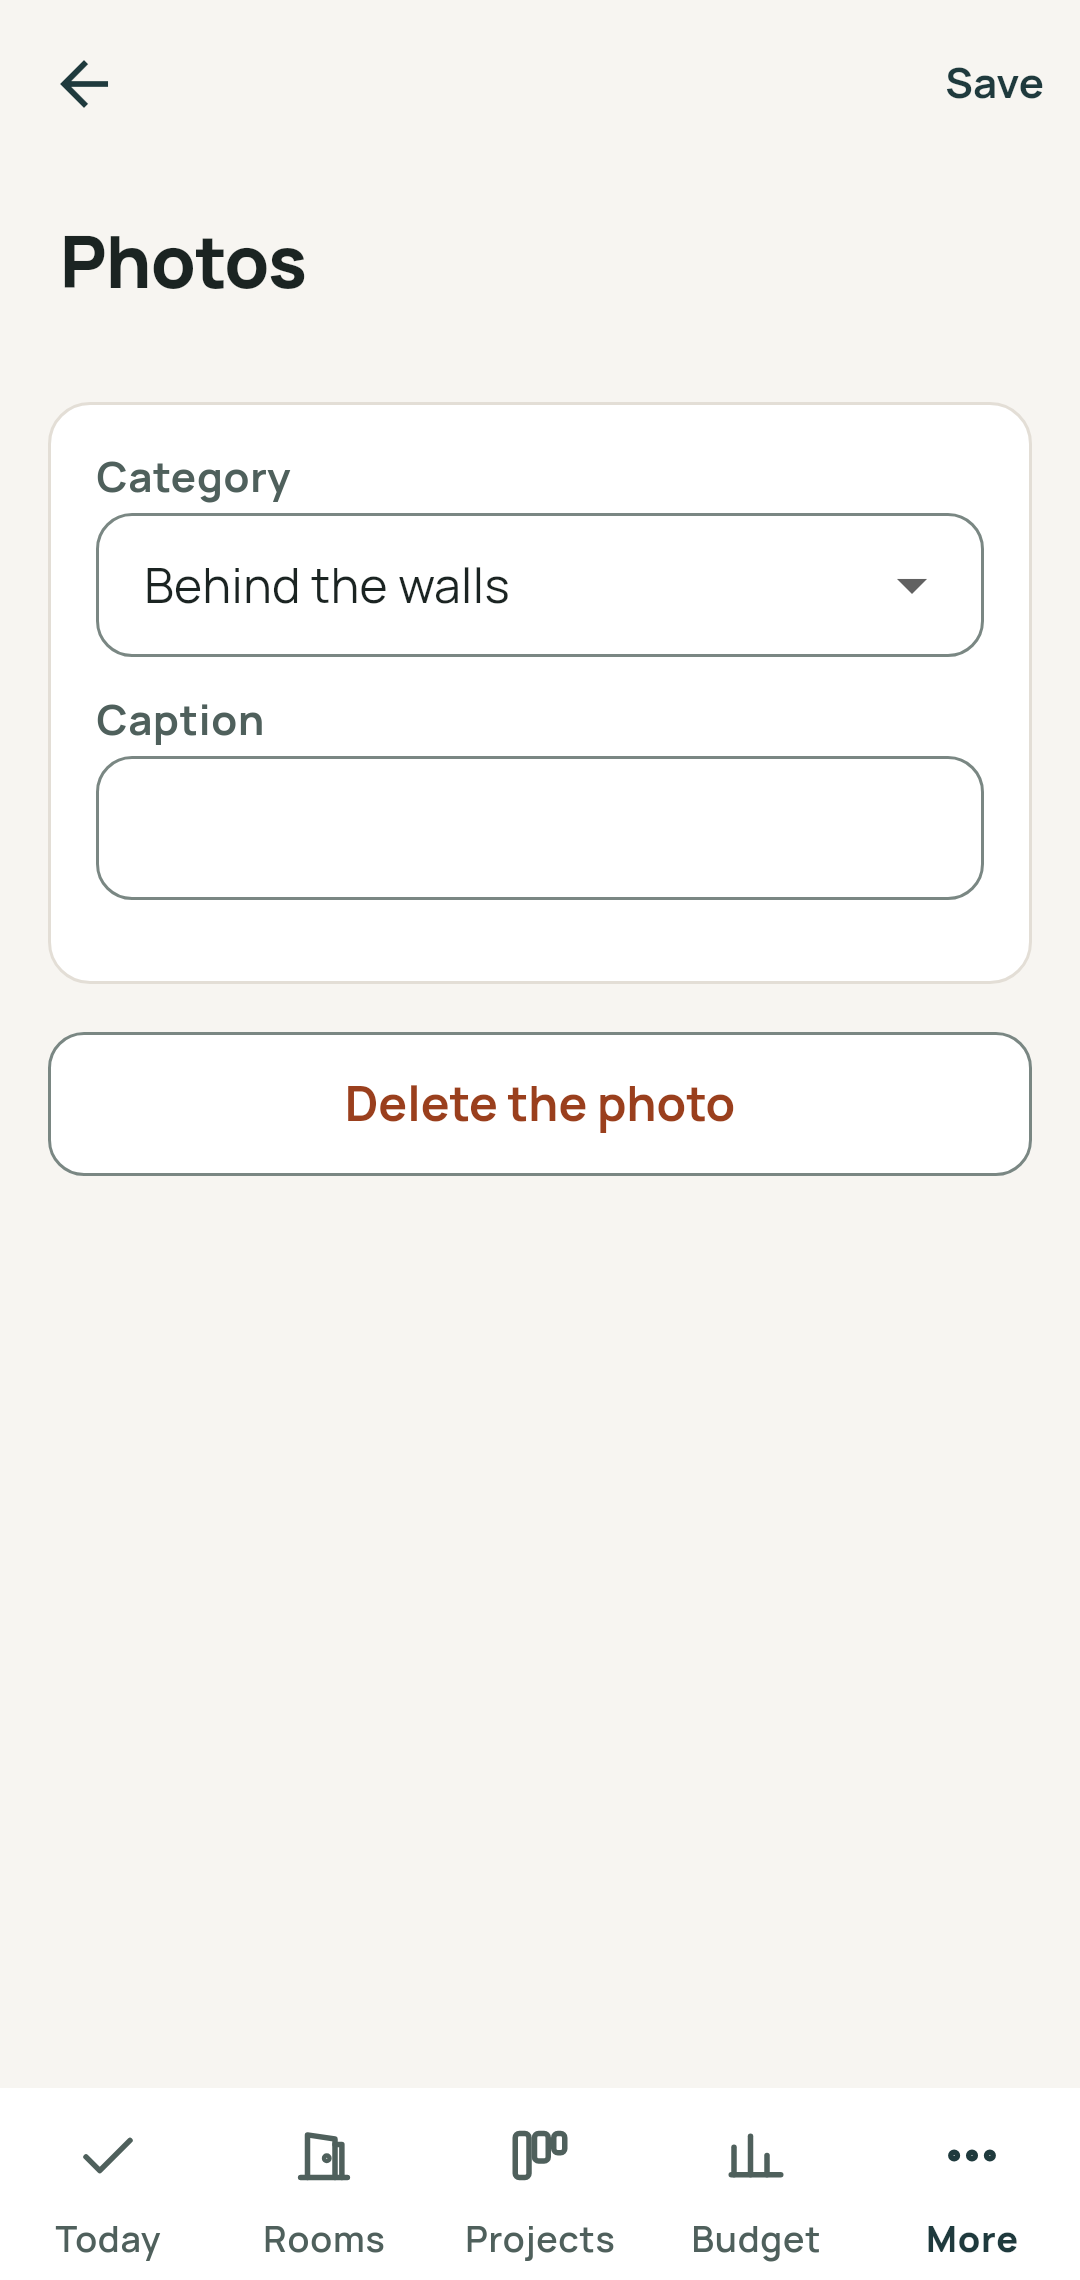 Save
Photos
Category
Behind the walls
Caption
Delete the photo
Today
Rooms
Projects
Budget
More